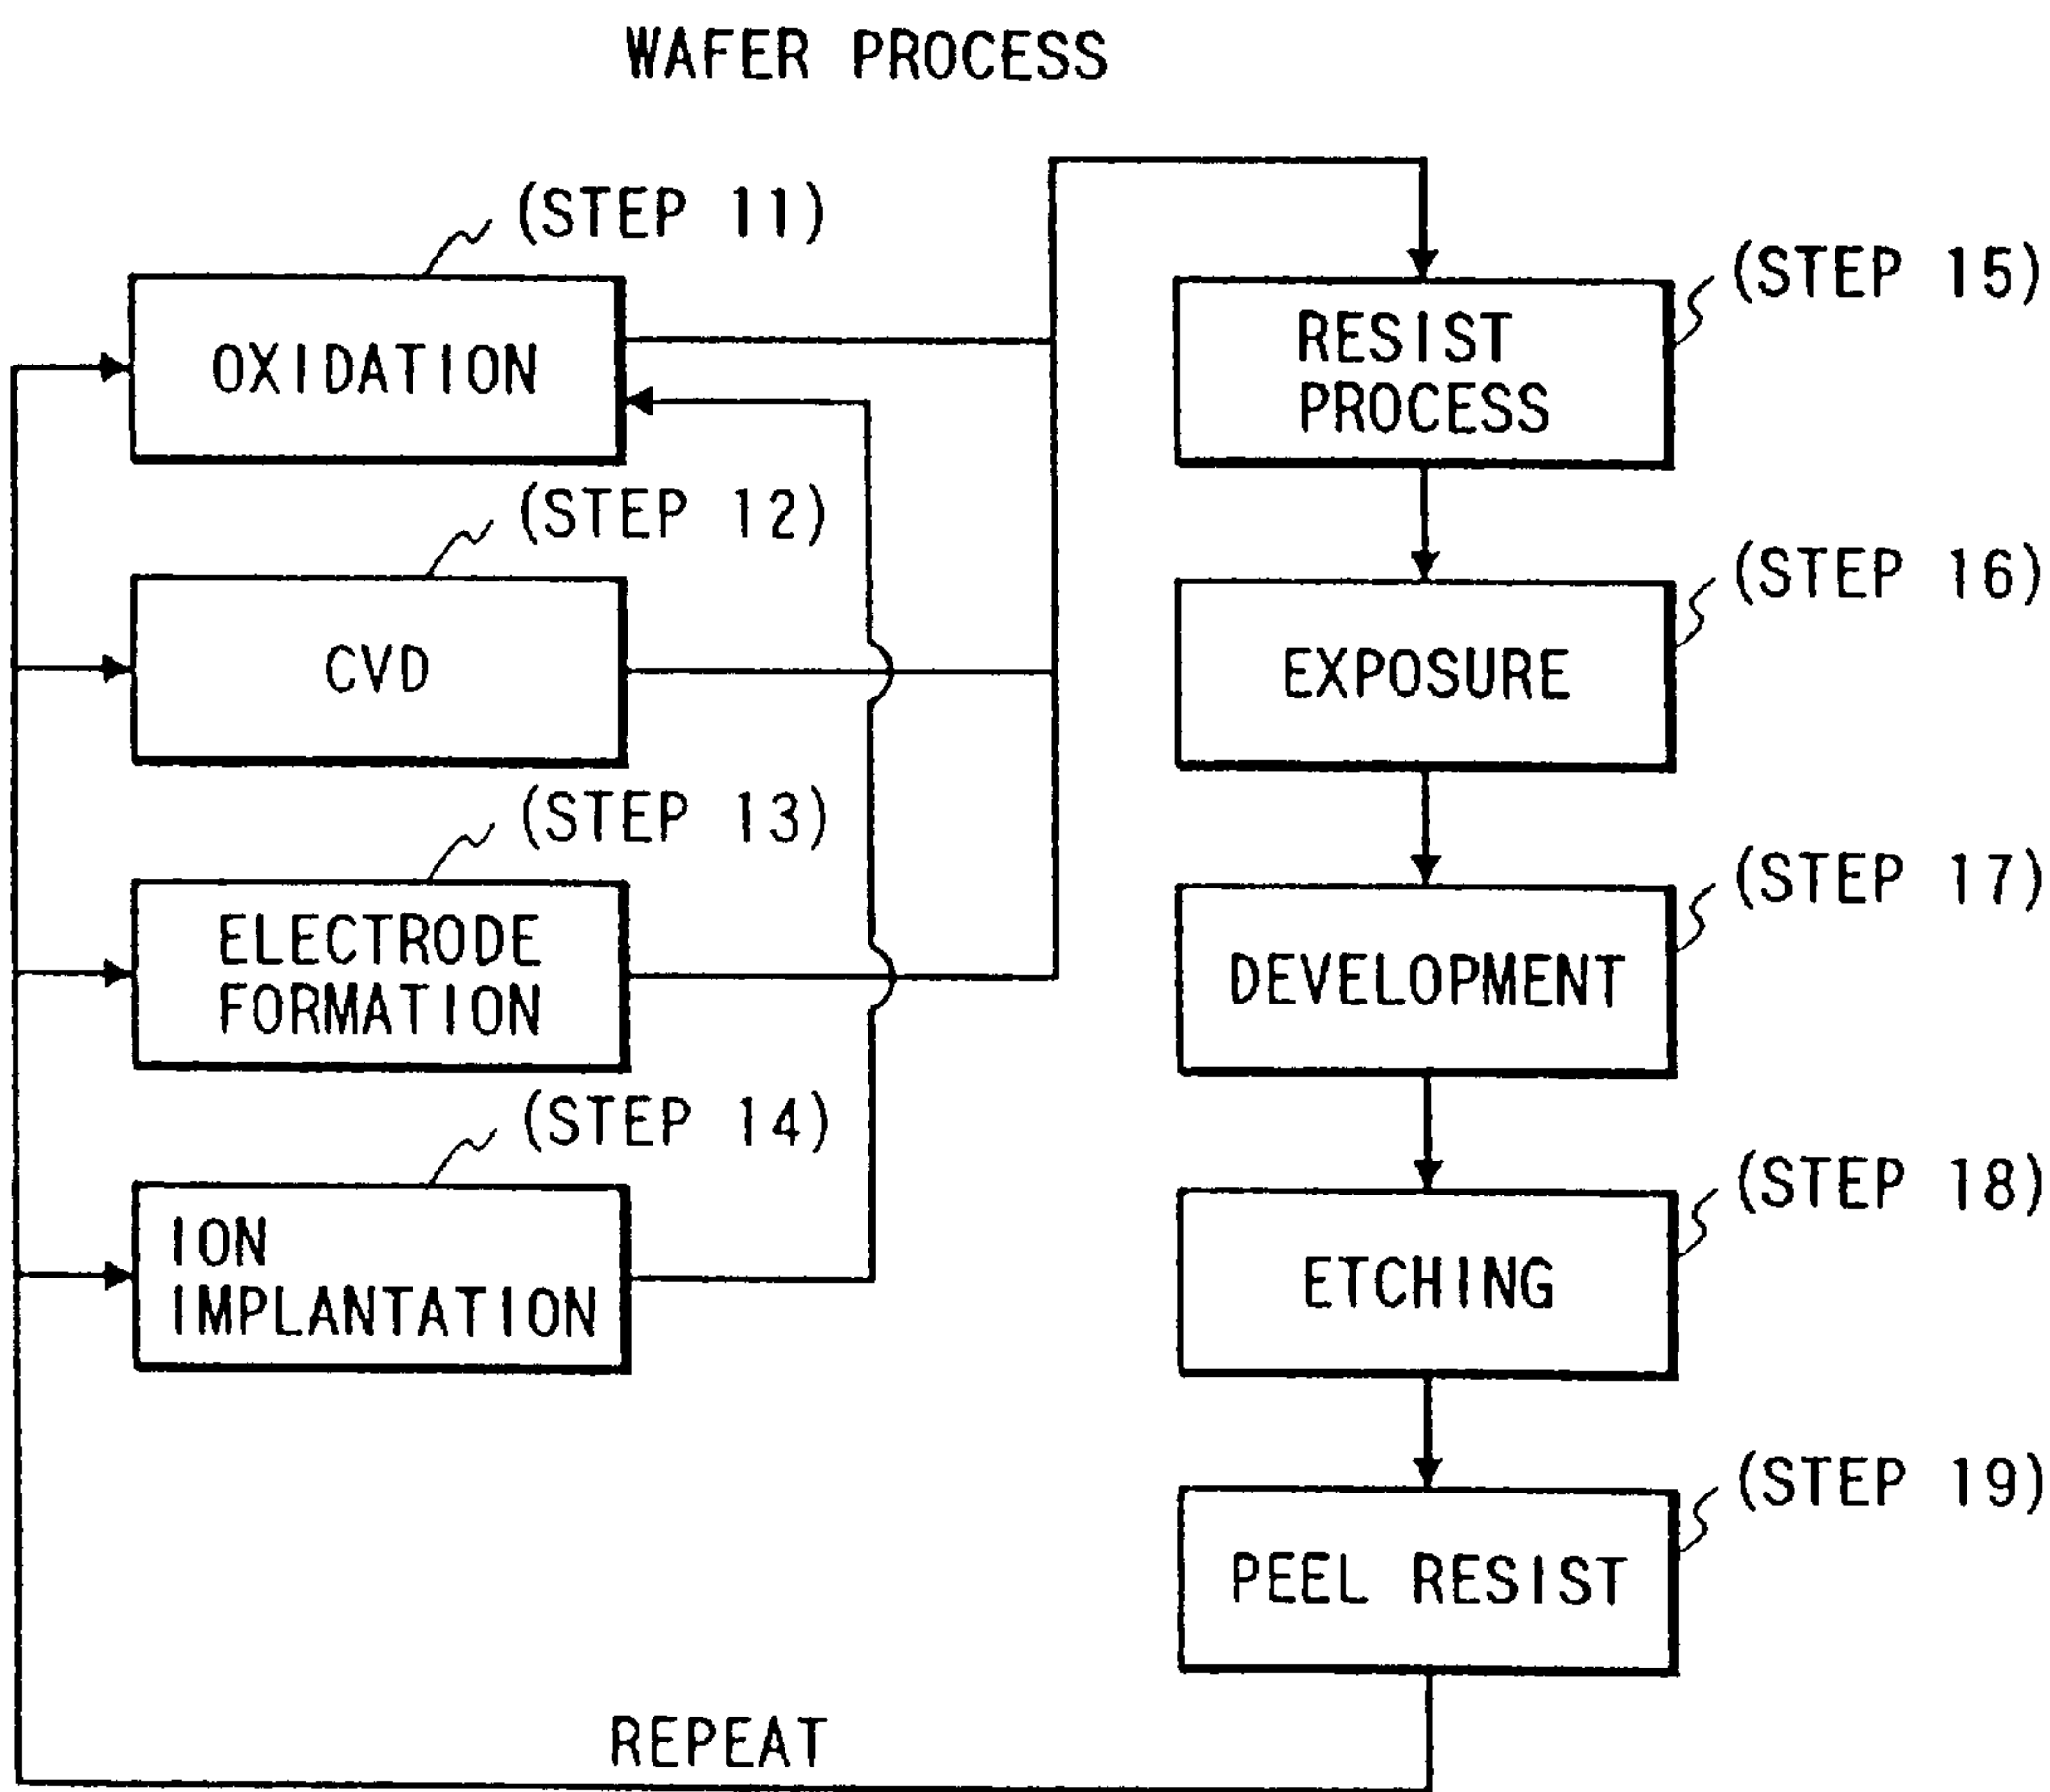 WAFER PROCESS
(STEP 11)
OXIDATION
(STEP 12)
CVD
(STEP 13)
ELECTRODE
FORMATION
(STEP 14)
ION
IMPLANTATION
(STEP 15)
RESIST
PROCESS
(STEP 16)
EXPOSURE
(STEP 17)
DEVELOPMENT
(STEP 18)
ETCHING
(STEP 19)
PEEL RESIST
REPEAT